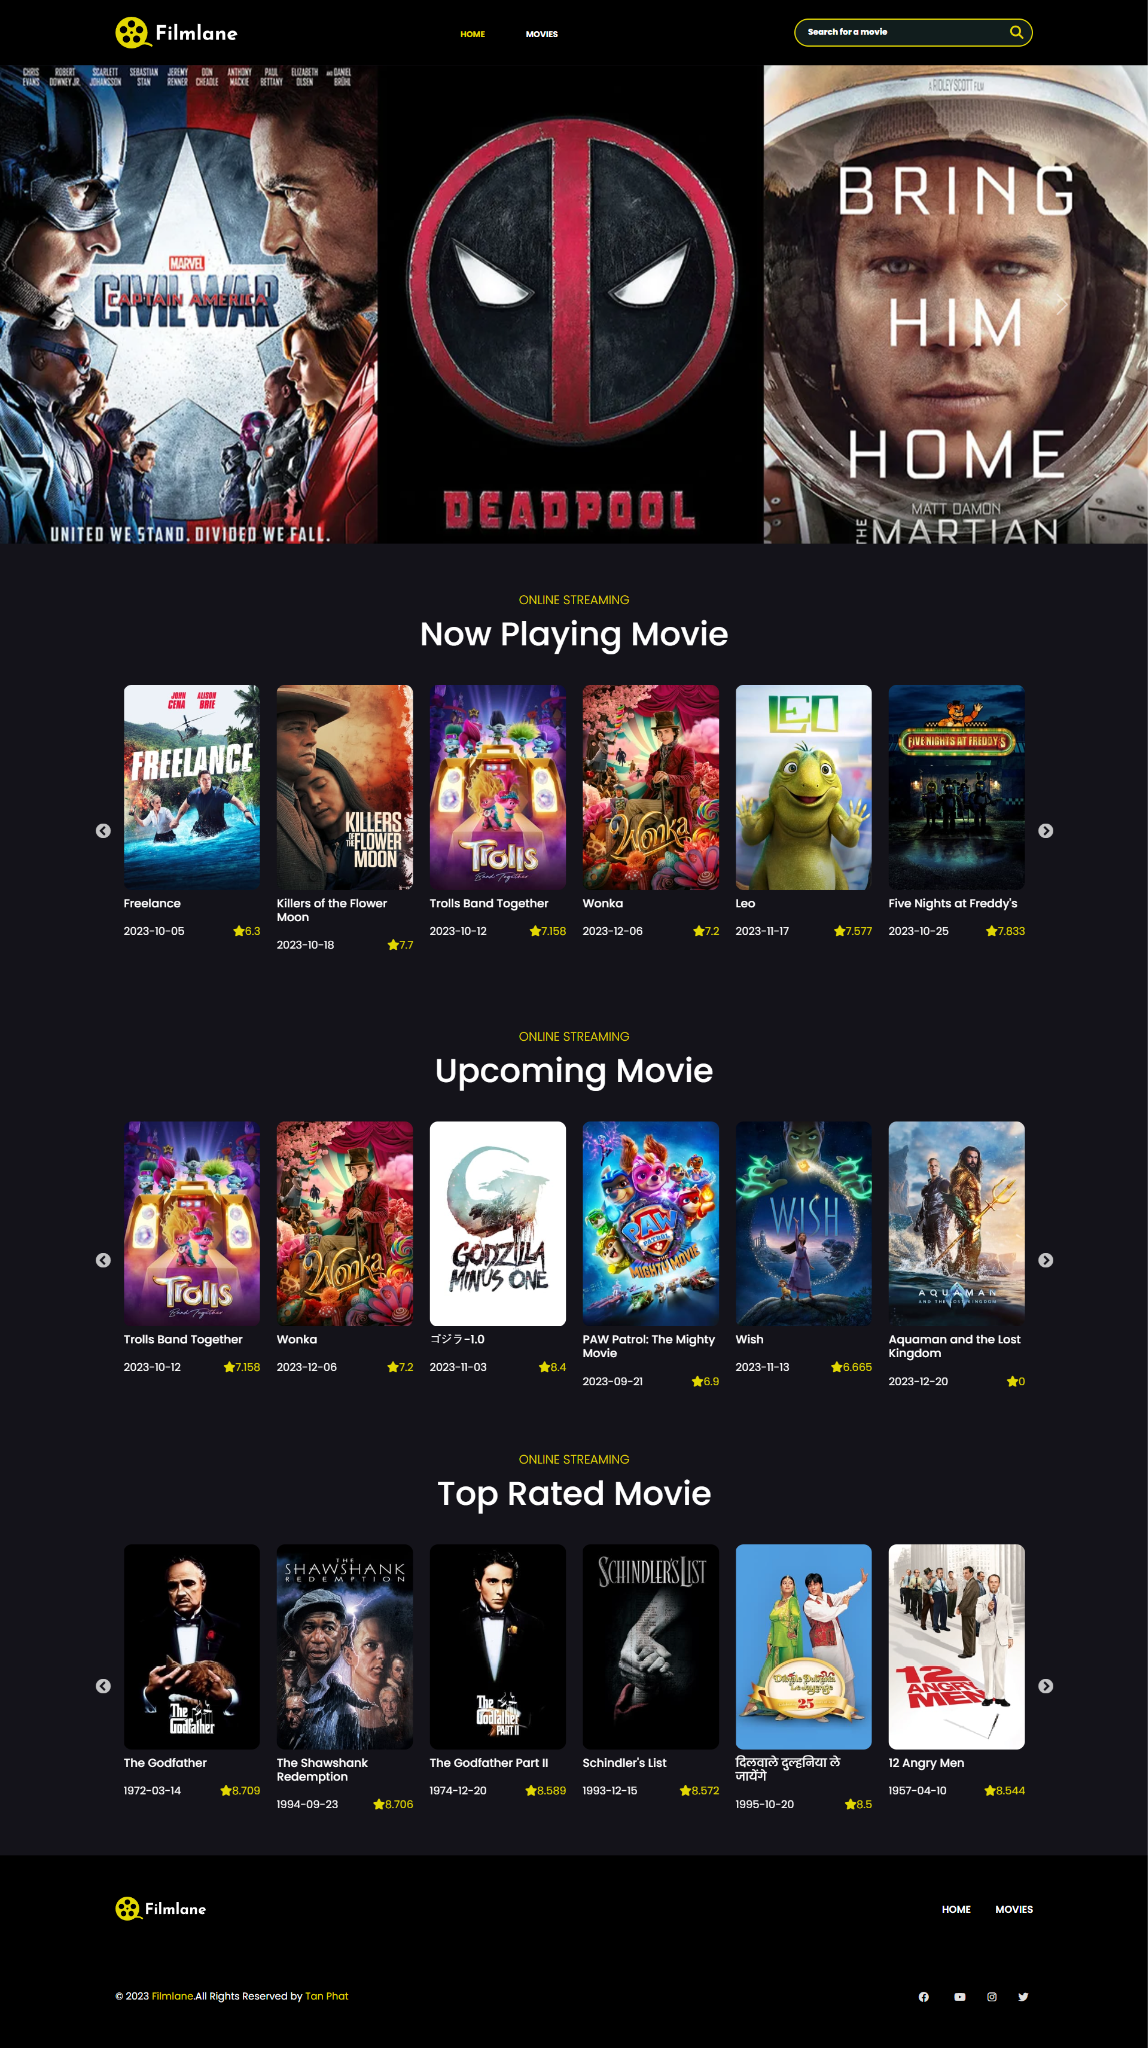 Filmlane
HOME
MOVIES
Search for a movie
CHRIS EVANS
ROBERT DOWNEY JR.
SCARLETT JOHANSSON
SEBASTIAN STAN
JEREMY RENNER
DON CHEADLE
ANTHONY MACKIE
PAUL BETTANY
ELIZABETH OLSEN
AND DANIEL BRÜHL
MARVEL
CAPTAIN AMERICA
CIVIL WAR
UNITED WE STAND. DIVIDED WE FALL.
DEADPOOL
A RIDLEY SCOTT FILM
BRING
HIM
HOME
MATT DAMON
THE MARTIAN
ONLINE STREAMING
Now Playing Movie
JOHN CENA
ALISON BRIE
FREELANCE
KILLERS
OF THE FLOWER
MOON
Trolls
Band Together
Wonka
LEO
FIVE NIGHTS AT FREDDY'S
Freelance
2023-10-05 6.3
Killers of the Flower
Moon
2023-10-18 7.7
Trolls Band Together
2023-10-12 7.158
Wonka
2023-12-06 7.2
Leo
2023-11-17 7.577
Five Nights at Freddy's
2023-10-25 7.833
ONLINE STREAMING
Upcoming Movie
Trolls
Band Together
Wonka
GODZILLA
MINUS ONE
PAW
PATROL
THE
MIGHTY MOVIE
WISH
AQUAMAN
AND THE LOST KINGDOM
Trolls Band Together
2023-10-12 7.158
Wonka
2023-12-06 7.2
ゴジラ-1.0
2023-11-03 8.4
PAW Patrol: The Mighty
Movie
2023-09-21 6.9
Wish
2023-11-13 6.665
Aquaman and the Lost
Kingdom
2023-12-20 0
ONLINE STREAMING
Top Rated Movie
The
Godfather
THE
SHAWSHANK
REDEMPTION
The
Godfather
PART II
SCHINDLER'S LIST
Dilwale Dulhania
Le Jayenge
25
12
ANGRY
MEN
The Godfather
1972-03-14 8.709
The Shawshank
Redemption
1994-09-23 8.706
The Godfather Part II
1974-12-20 8.589
Schindler's List
1993-12-15 8.572
दिलवाले दुल्हनिया ले
जायेंगे
1995-10-20 8.5
12 Angry Men
1957-04-10 8.544
Filmlane
HOME
MOVIES
© 2023 Filmlane.All Rights Reserved by Tan Phat